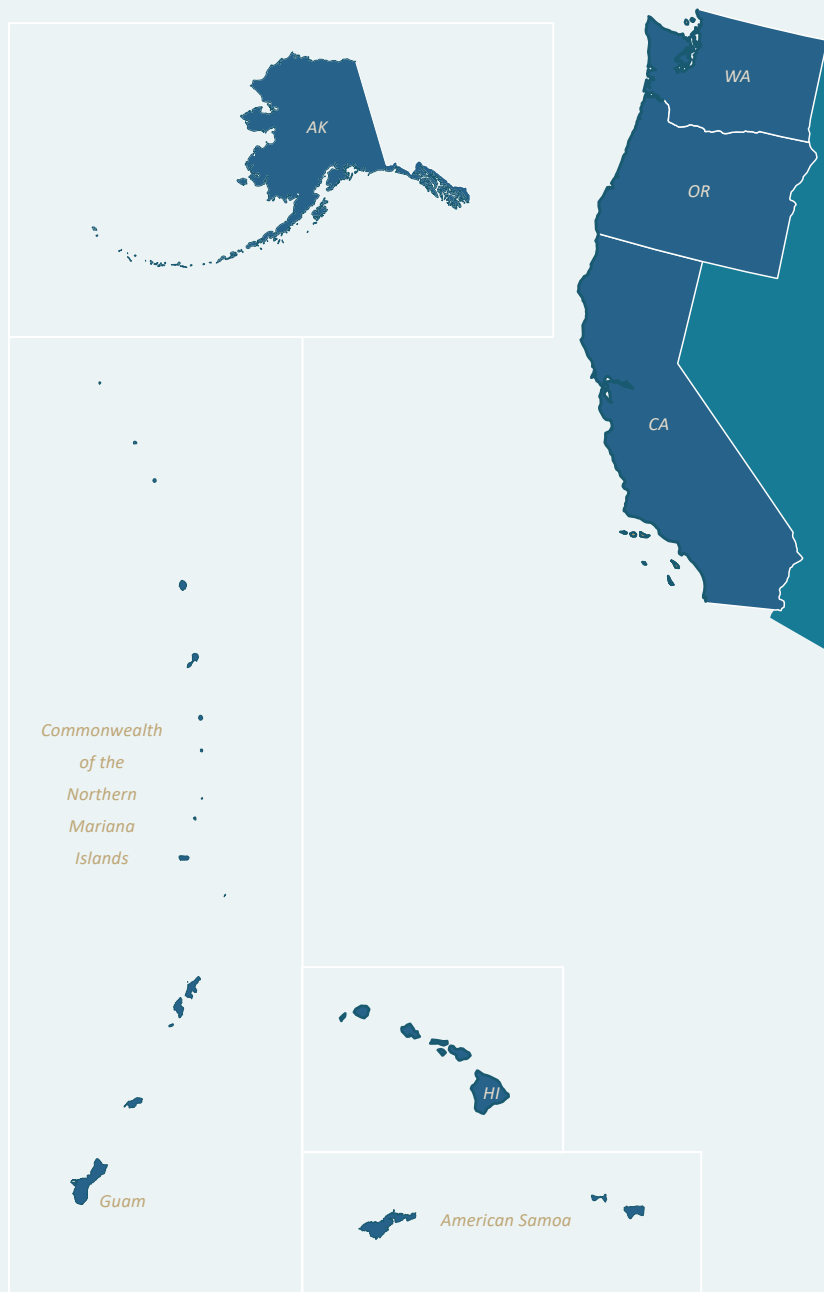 WA
AK
OR
CA
Commonwealth
of the
Northern
Mariana
Islands
HI
Guam
American Samoa